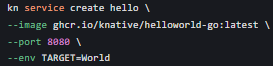 kn service create hello \
--image ghcr.io/knative/helloworld-go:latest \
--port 8080 \
--env TARGET=World